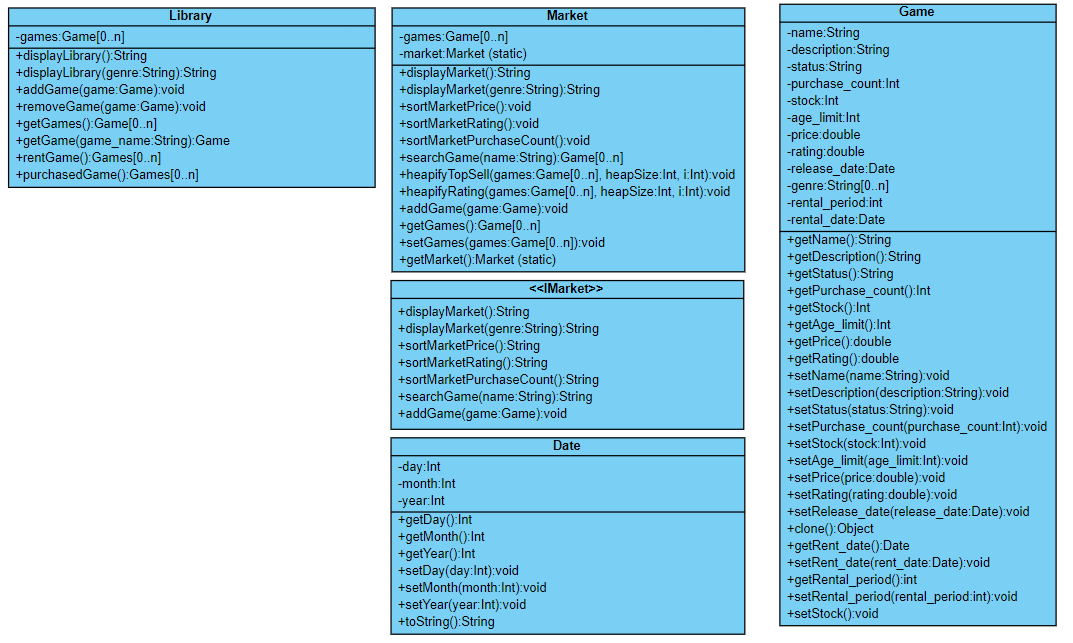 Library
-games:Game[0..n]
+displayLibrary():String
+displayLibrary(genre:String):String
+addGame(game:Game):void
+removeGame(game:Game):void
+getGames():Game[0..n]
+getGame(game_name:String):Game
+rentGame():Games[0..n]
+purchasedGame():Games[0..n]
Market
-games:Game[0..n]
-market:Market (static)
+displayMarket():String
+displayMarket(genre:String):String
+sortMarketPrice():void
+sortMarketRating():void
+sortMarketPurchaseCount():void
+searchGame(name:String):Game[0..n]
+heapifyTopSell(games:Game[0..n], heapSize:Int, i:Int):void
+heapifyRating(games:Game[0..n], heapSize:Int, i:Int):void
+addGame(game:Game):void
+getGames():Game[0..n]
+setGames(games:Game[0..n]):void
+getMarket():Market (static)
<<IMarket>>
+displayMarket():String
+displayMarket(genre:String):String
+sortMarketPrice():String
+sortMarketRating():String
+sortMarketPurchaseCount():String
+searchGame(name:String):String
+addGame(game:Game):void
Date
-day:Int
-month:Int
-year:Int
+getDay():Int
+getMonth():Int
+getYear():Int
+setDay(day:Int):void
+setMonth(month:Int):void
+setYear(year:Int):void
+toString():String
Game
-name:String
-description:String
-status:String
-purchase_count:Int
-stock:Int
-age_limit:Int
-price:double
-rating:double
-release_date:Date
-genre:String[0..n]
-rental_period:int
-rental_date:Date
+getName():String
+getDescription():String
+getStatus():String
+getPurchase_count():Int
+getStock():Int
+getAge_limit():Int
+getPrice():double
+getRating():double
+setName(name:String):void
+setDescription(description:String):void
+setStatus(status:String):void
+setPurchase_count(purchase_count:Int):void
+setStock(stock:Int):void
+setAge_limit(age_limit:Int):void
+setPrice(price:double):void
+setRating(rating:double):void
+setRelease_date(release_date:Date):void
+clone():Object
+getRent_date():Date
+setRent_date(rent_date:Date):void
+getRental_period():int
+setRental_period(rental_period:int):void
+setStock():void